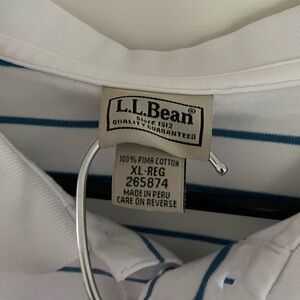 L.L.Bean®
Since 1912
QUALITY GUARANTEED
100% PIMA COTTON
XL-REG
265874
MADE IN PERU
CARE ON REVERSE